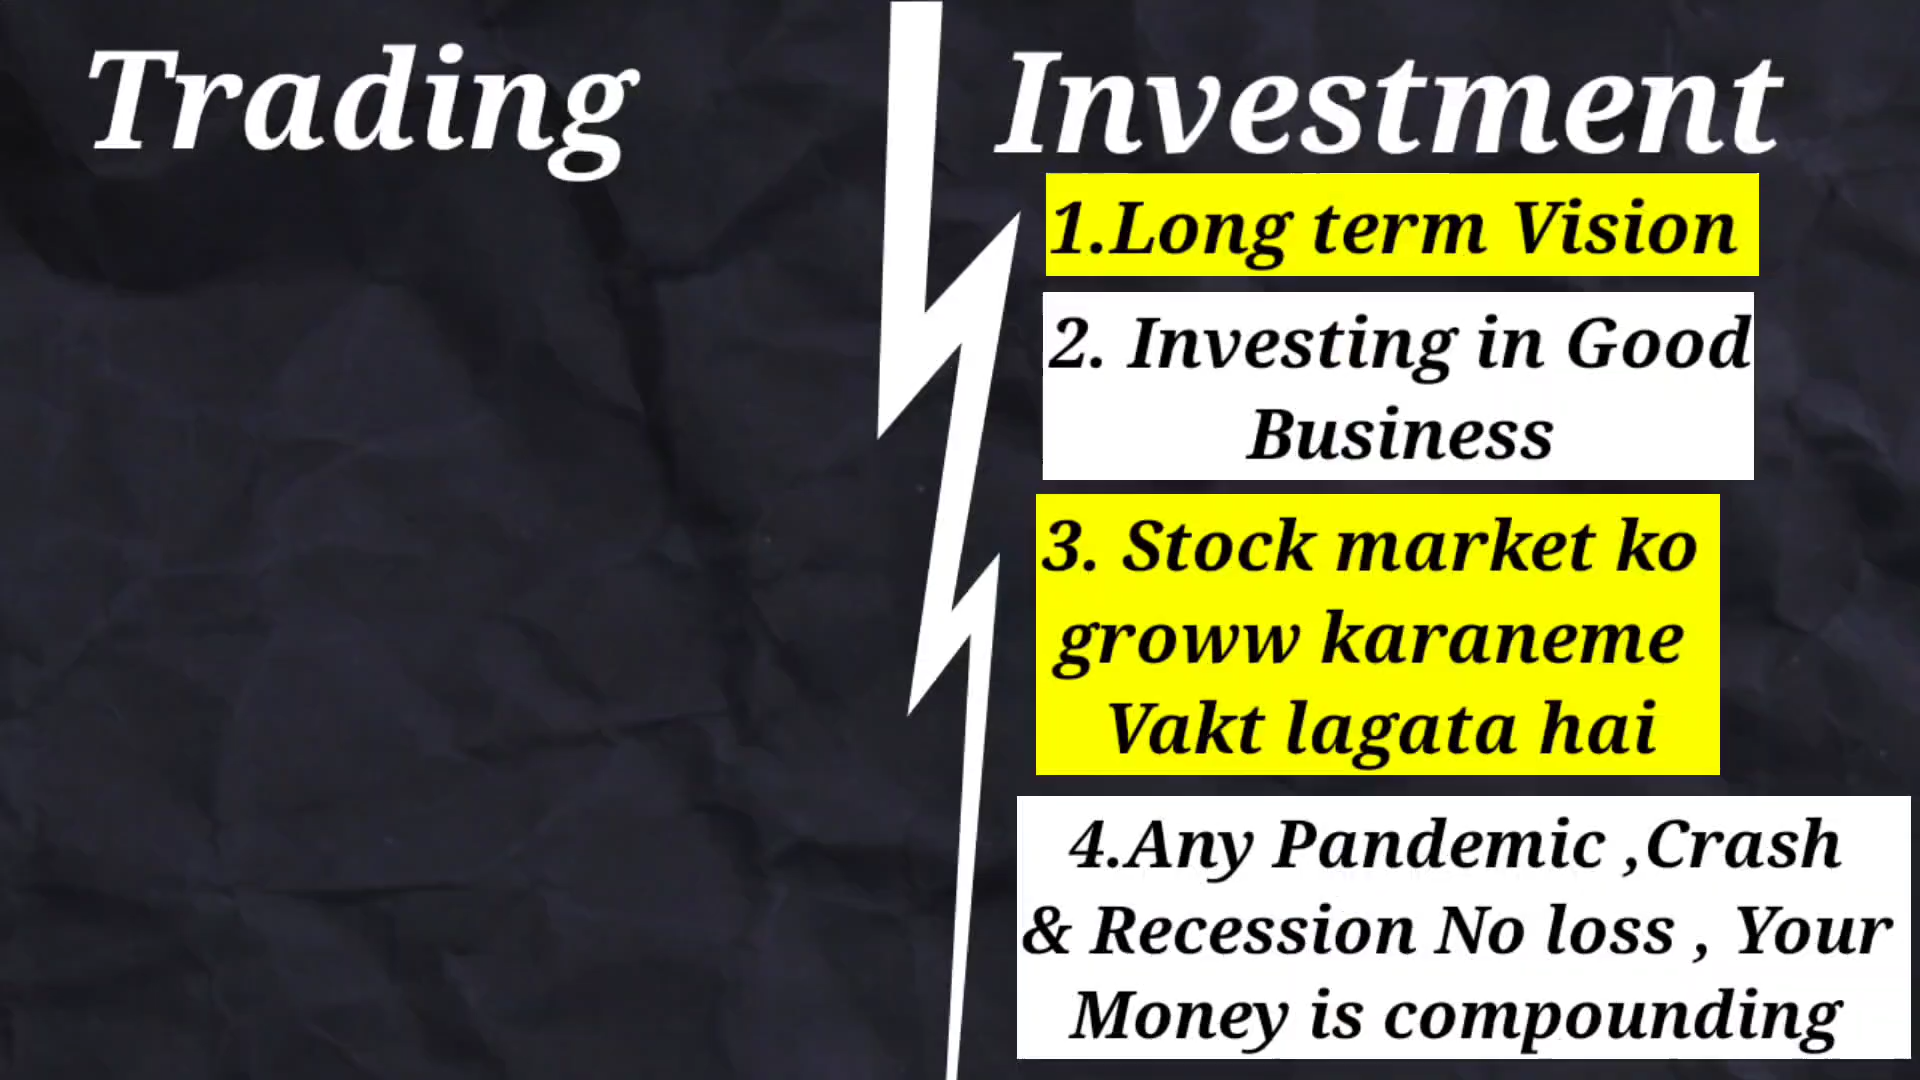 Trading
Investment
1.Long term Vision
2. Investing in Good
Business
3. Stock market ko
groww karaneme
Vakt lagata hai
4.Any Pandemic ,Crash
& Recession No loss , Your
Money is compounding